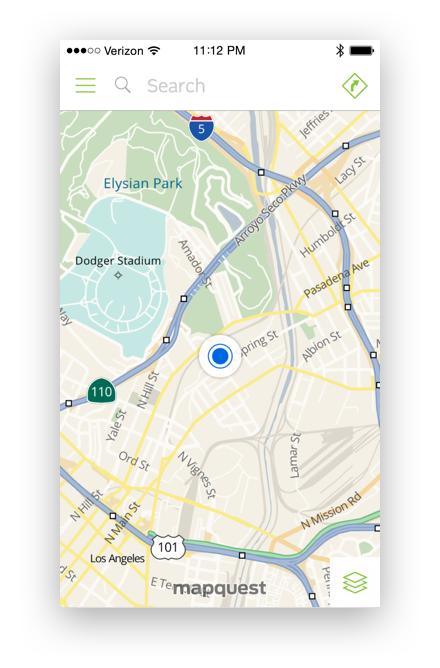 Verizon 11:12 PM
Search
5
Jeffries
Elysian Park
Lacy St
Arroyo Seco Pkwy
Humboldt St
Amador St
Dodger Stadium
Pasadena Ave
Way
Spring St
Albion St
110
N Hill St
Yale St
Ord St
N Vignes St
Lamar St
N Hill St
N Main St
N Mission Rd
101
Los Angeles
d St
E Te
mapquest